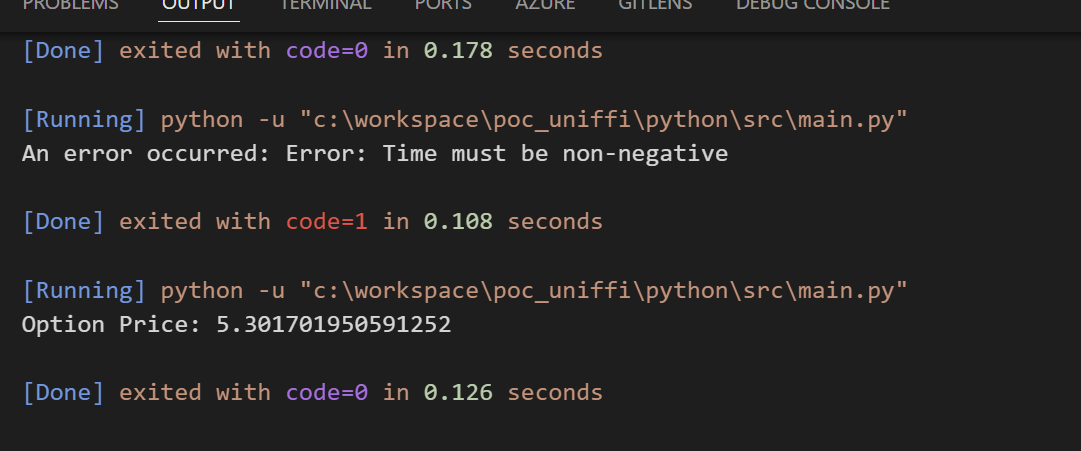 PROBLEMS OUTPUT TERMINAL PORTS AZURE GITLENS DEBUG CONSOLE
[Done] exited with code=0 in 0.178 seconds
[Running] python -u "c:\workspace\poc_uniffi\python\src\main.py"
An error occurred: Error: Time must be non-negative
[Done] exited with code=1 in 0.108 seconds
[Running] python -u "c:\workspace\poc_uniffi\python\src\main.py"
Option Price: 5.301701950591252
[Done] exited with code=0 in 0.126 seconds